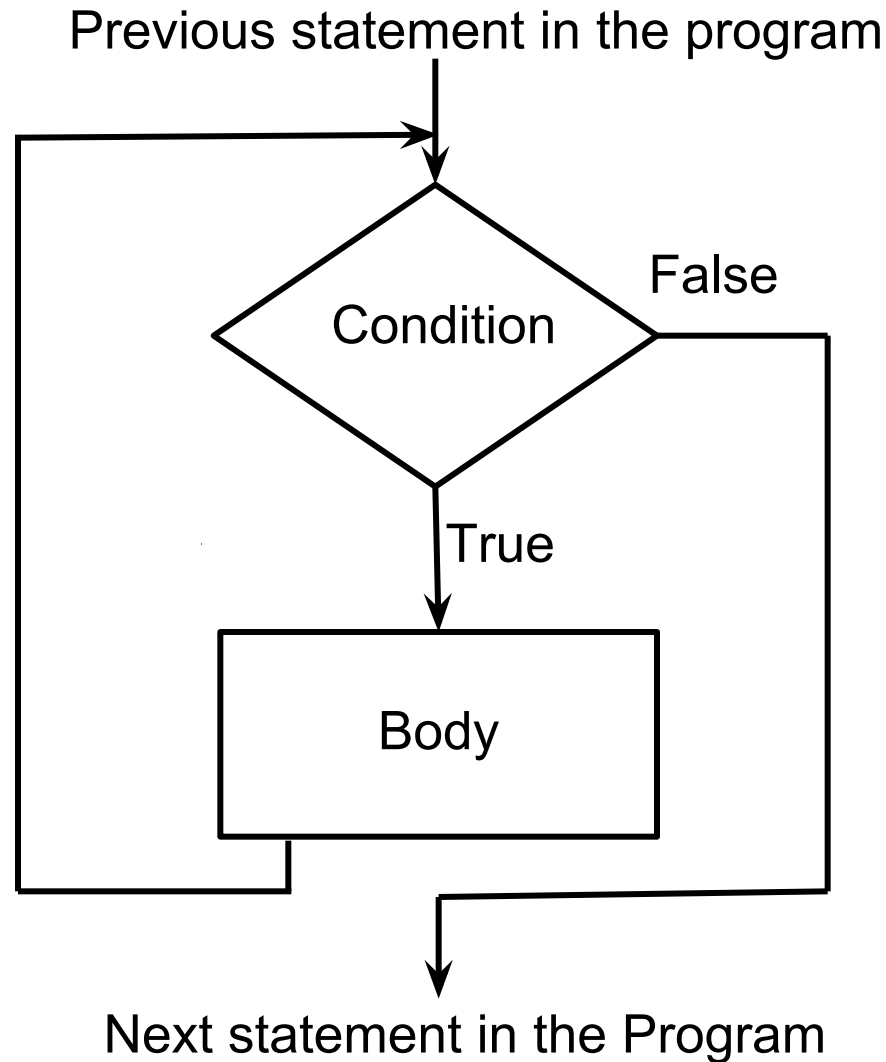 Previous statement in the program
False
Condition
True
Body
Next statement in the Program